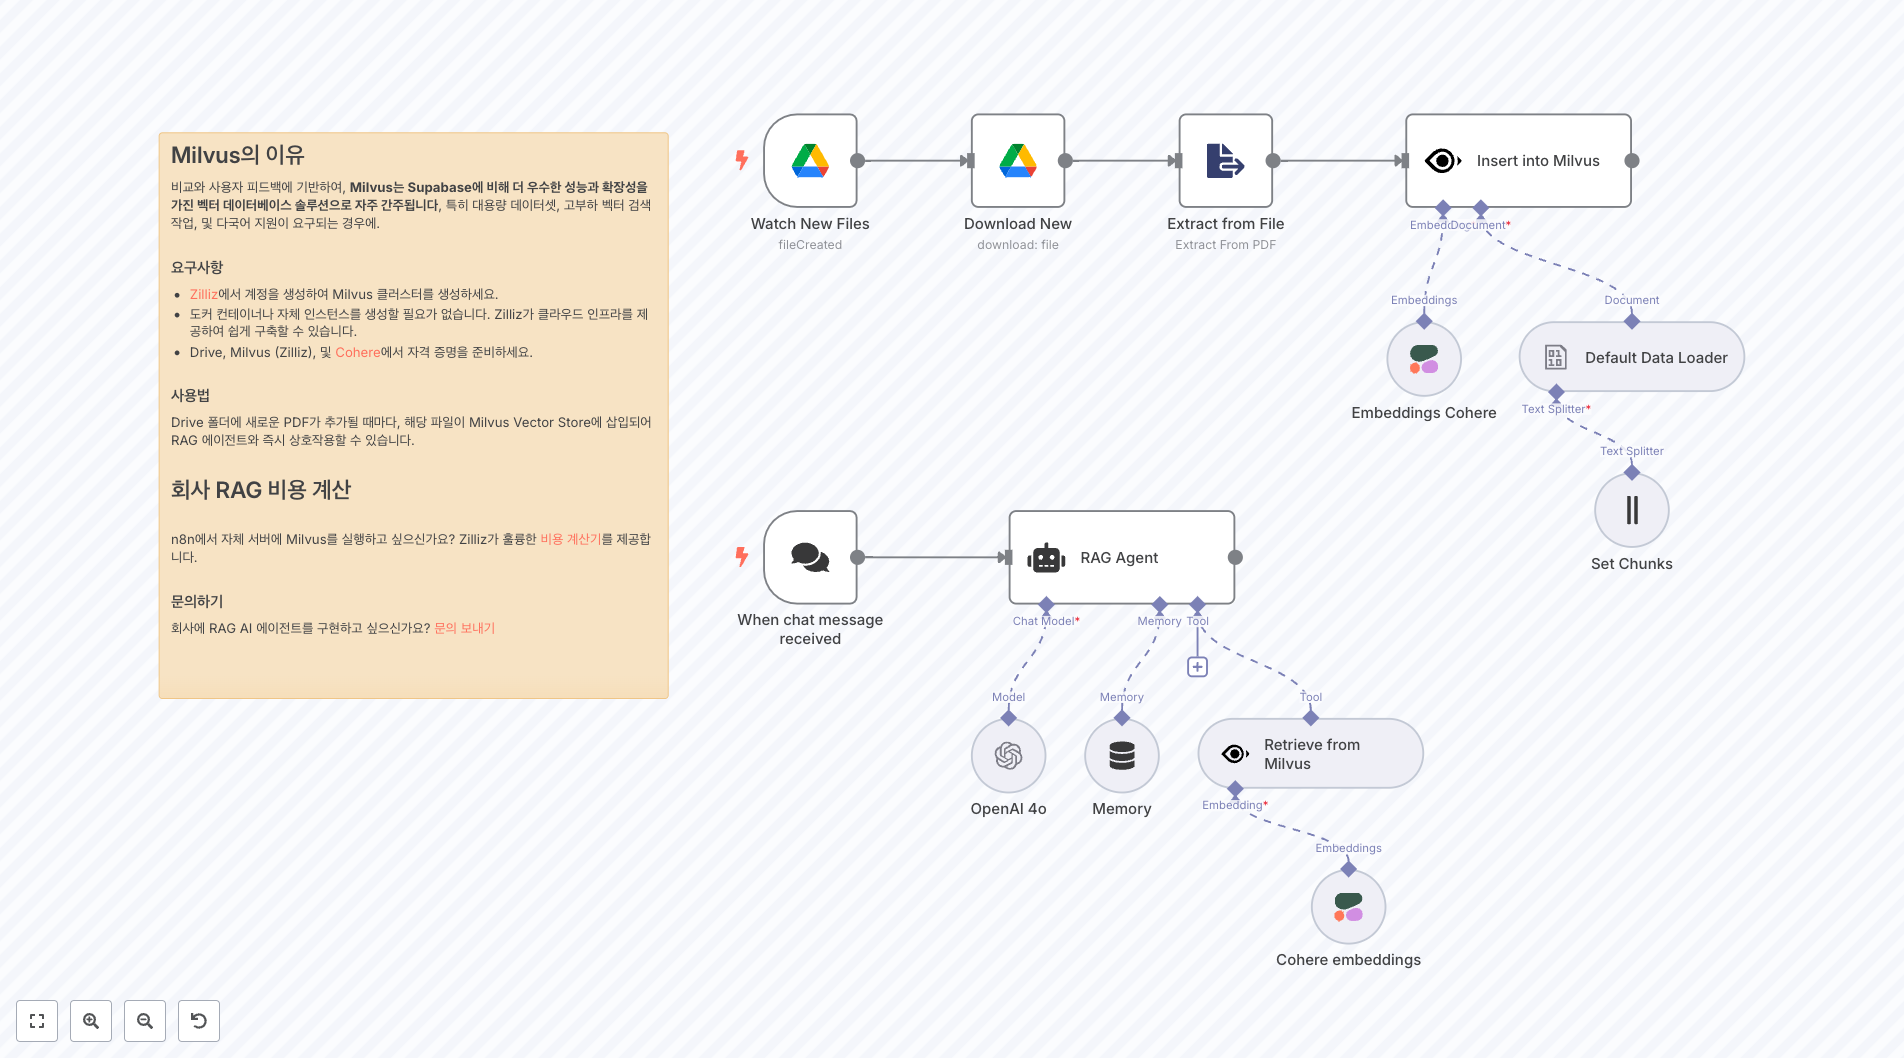 Milvus의 이유
비교와 사용자 피드백에 기반하여, Milvus는 Supabase에 비해 더 우수한 성능과 확장성을
가진 벡터 데이터베이스 솔루션으로 자주 간주됩니다, 특히 대용량 데이터셋, 고부하 벡터 검색
작업, 및 다국어 지원이 요구되는 경우에.
요구사항
Zilliz에서 계정을 생성하여 Milvus 클러스터를 생성하세요.
도커 컨테이너나 자체 인스턴스를 생성할 필요가 없습니다. Zilliz가 클라우드 인프라를 제
공하여 쉽게 구축할 수 있습니다.
Drive, Milvus (Zilliz), 및 Cohere에서 자격 증명을 준비하세요.
사용법
Drive 폴더에 새로운 PDF가 추가될 때마다, 해당 파일이 Milvus Vector Store에 삽입되어
RAG 에이전트와 즉시 상호작용할 수 있습니다.
회사 RAG 비용 계산
n8n에서 자체 서버에 Milvus를 실행하고 싶으신가요? Zilliz가 훌륭한 비용 계산기를 제공합
니다.
문의하기
회사에 RAG AI 에이전트를 구현하고 싶으신가요? 문의 보내기
Watch New Files
fileCreated
Download New
download: file
Extract from File
Extract From PDF
Insert into Milvus
Embed
Document*
Embeddings
Document
Embeddings Cohere
Default Data Loader
Text Splitter*
Text Splitter
Set Chunks
When chat message
received
RAG Agent
Chat Model*
Memory
Tool
Model
Memory
Tool
OpenAI 4o
Memory
Retrieve from
Milvus
Embedding*
Embeddings
Cohere embeddings